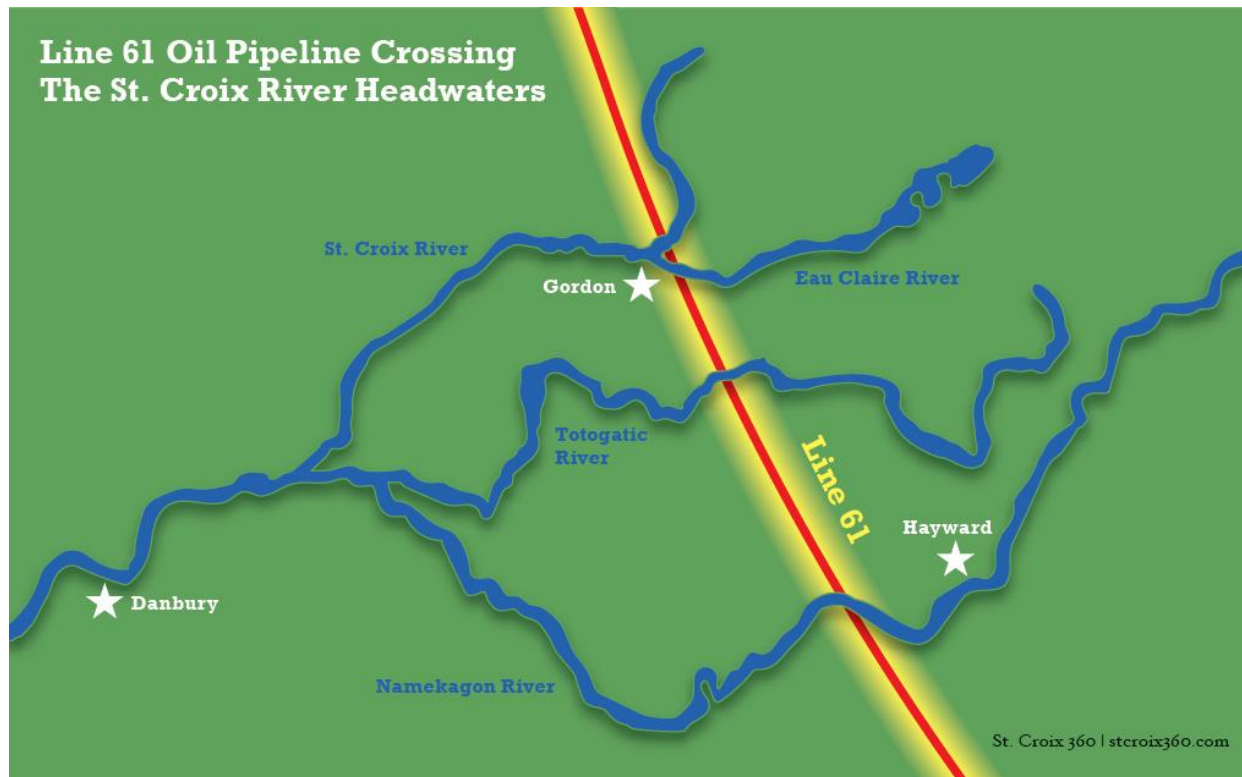 Line 61 Oil Pipeline Crossing
The St. Croix River Headwaters
St. Croix River
Gordon
Eau Claire River
Totogatic
River
Line 61
Hayward
Danbury
Namekagon River
St. Croix 360 | stcroix360.com